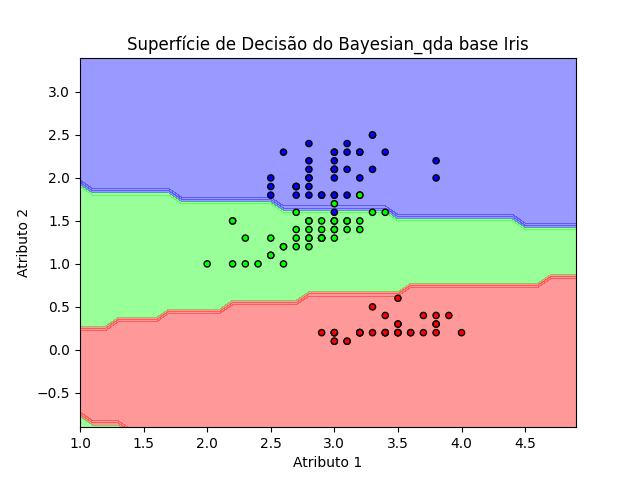 Superfície de Decisão do Bayesian_qda base Iris
Atributo 2
3.0
2.5
2.0
1.5
1.0
0.5
0.0
−0.5
1.0 1.5 2.0 2.5 3.0 3.5 4.0 4.5
Atributo 1